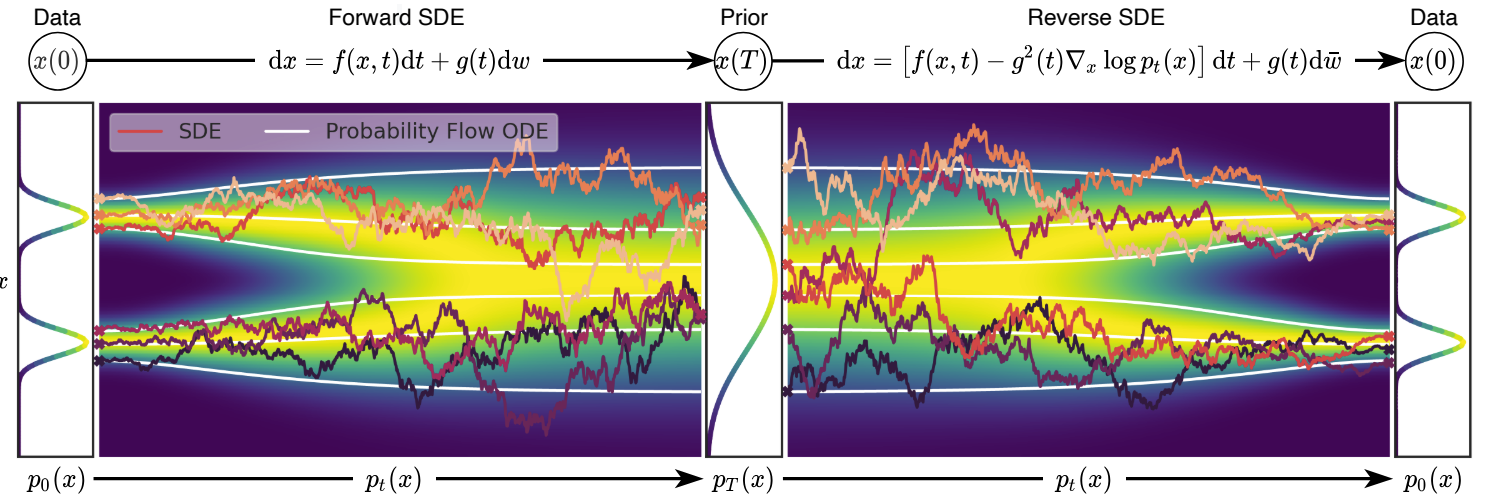 Data Forward SDE Prior Reverse SDE Data
x(0) dx = f(x, t)dt + g(t)dw x(T) dx = [f(x, t) − g²(t)∇ₓ log pₜ(x)] dt + g(t)dw̄ x(0)
SDE Probability Flow ODE
x
p₀(x) pₜ(x) p_T(x) pₜ(x) p₀(x)